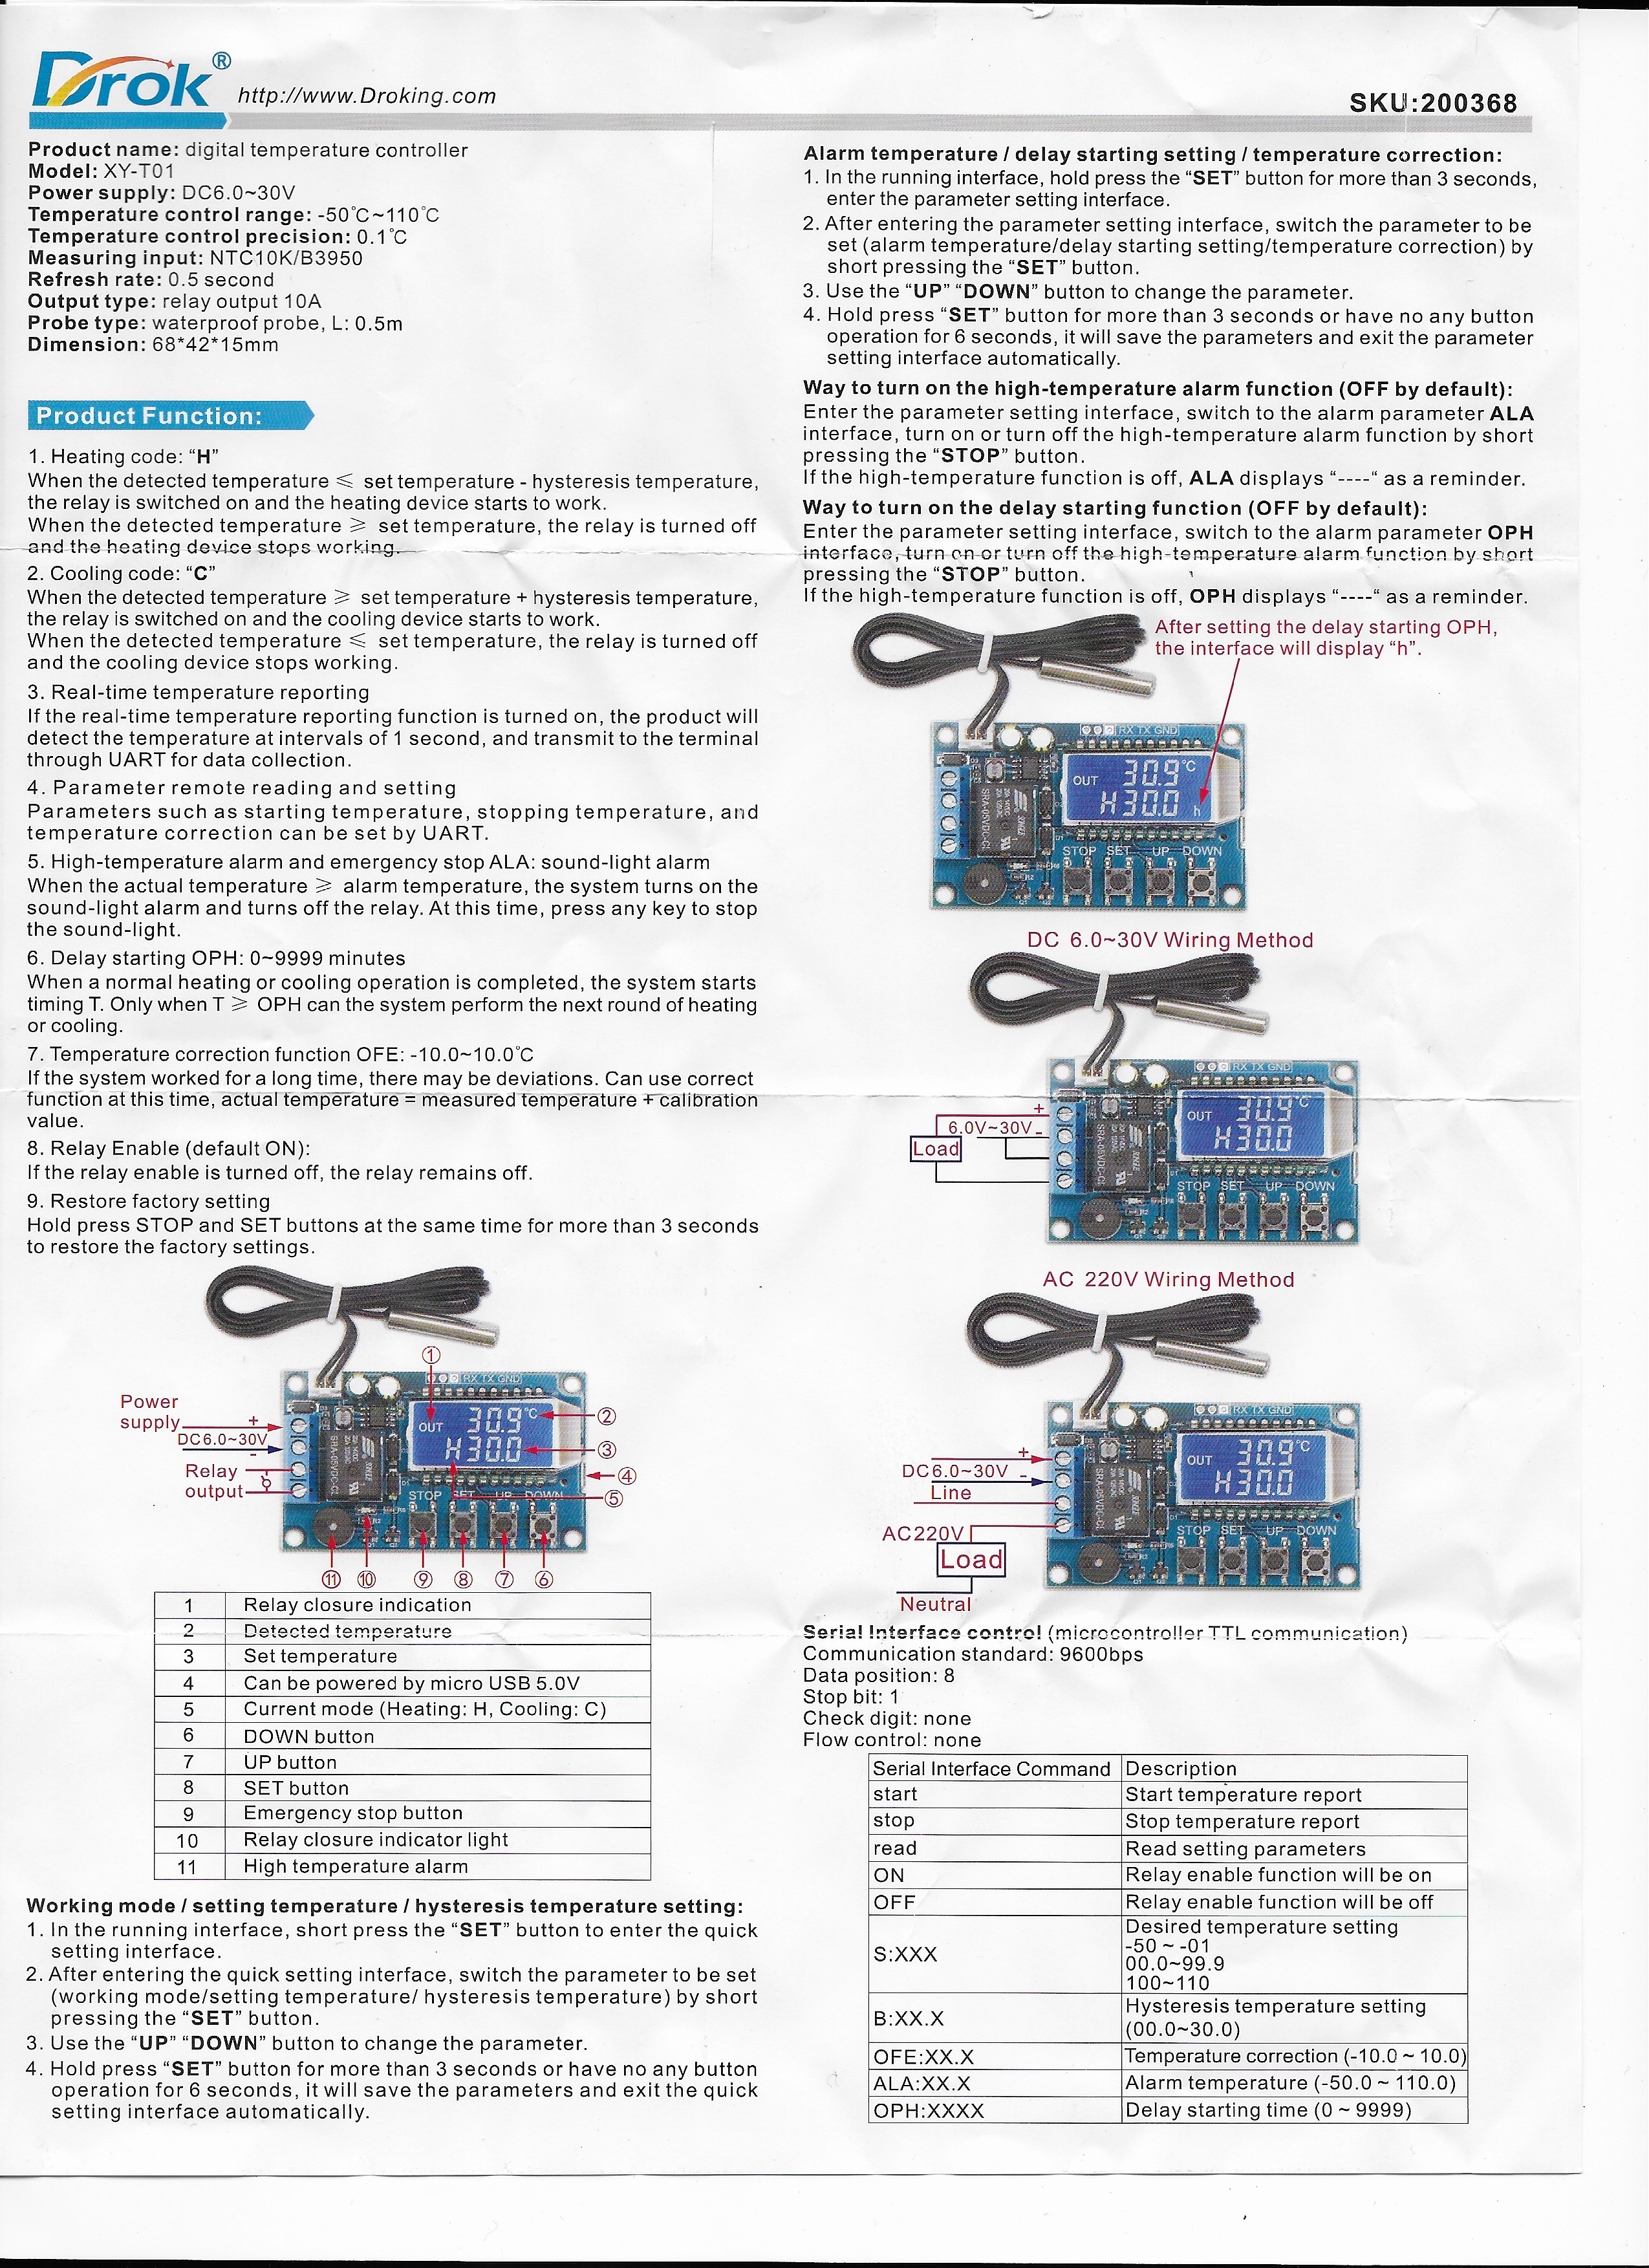 Drok®
http://www.Droking.com
SKU:200368
Product name: digital temperature controller
Model: XY-T01
Power supply: DC6.0~30V
Temperature control range: -50℃~110℃
Temperature control precision: 0.1℃
Measuring input: NTC10K/B3950
Refresh rate: 0.5 second
Output type: relay output 10A
Probe type: waterproof probe, L: 0.5m
Dimension: 68*42*15mm
Product Function:
1. Heating code: “H”
When the detected temperature ⩽ set temperature - hysteresis temperature,
the relay is switched on and the heating device starts to work.
When the detected temperature ⩾ set temperature, the relay is turned off
and the heating device stops working.
2. Cooling code: “C”
When the detected temperature ⩾ set temperature + hysteresis temperature,
the relay is switched on and the cooling device starts to work.
When the detected temperature ⩽ set temperature, the relay is turned off
and the cooling device stops working.
3. Real-time temperature reporting
If the real-time temperature reporting function is turned on, the product will
detect the temperature at intervals of 1 second, and transmit to the terminal
through UART for data collection.
4. Parameter remote reading and setting
Parameters such as starting temperature, stopping temperature, and
temperature correction can be set by UART.
5. High-temperature alarm and emergency stop ALA: sound-light alarm
When the actual temperature ⩾ alarm temperature, the system turns on the
sound-light alarm and turns off the relay. At this time, press any key to stop
the sound-light.
6. Delay starting OPH: 0~9999 minutes
When a normal heating or cooling operation is completed, the system starts
timing T. Only when T ⩾ OPH can the system perform the next round of heating
or cooling.
7. Temperature correction function OFE: -10.0~10.0℃
If the system worked for a long time, there may be deviations. Can use correct
function at this time, actual temperature = measured temperature + calibration
value.
8. Relay Enable (default ON):
If the relay enable is turned off, the relay remains off.
9. Restore factory setting
Hold press STOP and SET buttons at the same time for more than 3 seconds
to restore the factory settings.
①
RX TX GND
Power
supply
+
DC6.0~30V
-
Relay
output
OUT 30.9℃
H30.0
②
③
④
⑤
SRA-05VDC-CL
STOP SET UP DOWN
⑪ ⑩ ⑨ ⑧ ⑦ ⑥
1 Relay closure indication
2 Detected temperature
3 Set temperature
4 Can be powered by micro USB 5.0V
5 Current mode (Heating: H, Cooling: C)
6 DOWN button
7 UP button
8 SET button
9 Emergency stop button
10 Relay closure indicator light
11 High temperature alarm
Working mode / setting temperature / hysteresis temperature setting:
1. In the running interface, short press the “SET” button to enter the quick
setting interface.
2. After entering the quick setting interface, switch the parameter to be set
(working mode/setting temperature/ hysteresis temperature) by short
pressing the “SET” button.
3. Use the “UP” “DOWN” button to change the parameter.
4. Hold press “SET” button for more than 3 seconds or have no any button
operation for 6 seconds, it will save the parameters and exit the quick
setting interface automatically.
Alarm temperature / delay starting setting / temperature correction:
1. In the running interface, hold press the “SET” button for more than 3 seconds,
enter the parameter setting interface.
2. After entering the parameter setting interface, switch the parameter to be
set (alarm temperature/delay starting setting/temperature correction) by
short pressing the “SET” button.
3. Use the “UP” “DOWN” button to change the parameter.
4. Hold press “SET” button for more than 3 seconds or have no any button
operation for 6 seconds, it will save the parameters and exit the parameter
setting interface automatically.
Way to turn on the high-temperature alarm function (OFF by default):
Enter the parameter setting interface, switch to the alarm parameter ALA
interface, turn on or turn off the high-temperature alarm function by short
pressing the “STOP” button.
If the high-temperature function is off, ALA displays “----“ as a reminder.
Way to turn on the delay starting function (OFF by default):
Enter the parameter setting interface, switch to the alarm parameter OPH
interface, turn on or turn off the high-temperature alarm function by short
pressing the “STOP” button.
If the high-temperature function is off, OPH displays “----“ as a reminder.
After setting the delay starting OPH,
the interface will display “h”.
RX TX GND
OUT 30.9℃
H30.0 h
SRA-05VDC-CL
STOP SET UP DOWN
DC 6.0~30V Wiring Method
RX TX GND
+
6.0V~30V -
Load
OUT 30.9℃
H30.0
SRA-05VDC-CL
STOP SET UP DOWN
AC 220V Wiring Method
RX TX GND
+
DC6.0~30V -
Line
AC220V
Load
Neutral
OUT 30.9℃
H30.0
SRA-05VDC-CL
STOP SET UP DOWN
Serial Interface control (microcontroller TTL communication)
Communication standard: 9600bps
Data position: 8
Stop bit: 1
Check digit: none
Flow control: none
Serial Interface Command Description
start Start temperature report
stop Stop temperature report
read Read setting parameters
ON Relay enable function will be on
OFF Relay enable function will be off
S:XXX Desired temperature setting
-50 ~ -01
00.0~99.9
100~110
B:XX.X Hysteresis temperature setting
(00.0~30.0)
OFE:XX.X Temperature correction (-10.0 ~ 10.0)
ALA:XX.X Alarm temperature (-50.0 ~ 110.0)
OPH:XXXX Delay starting time (0 ~ 9999)